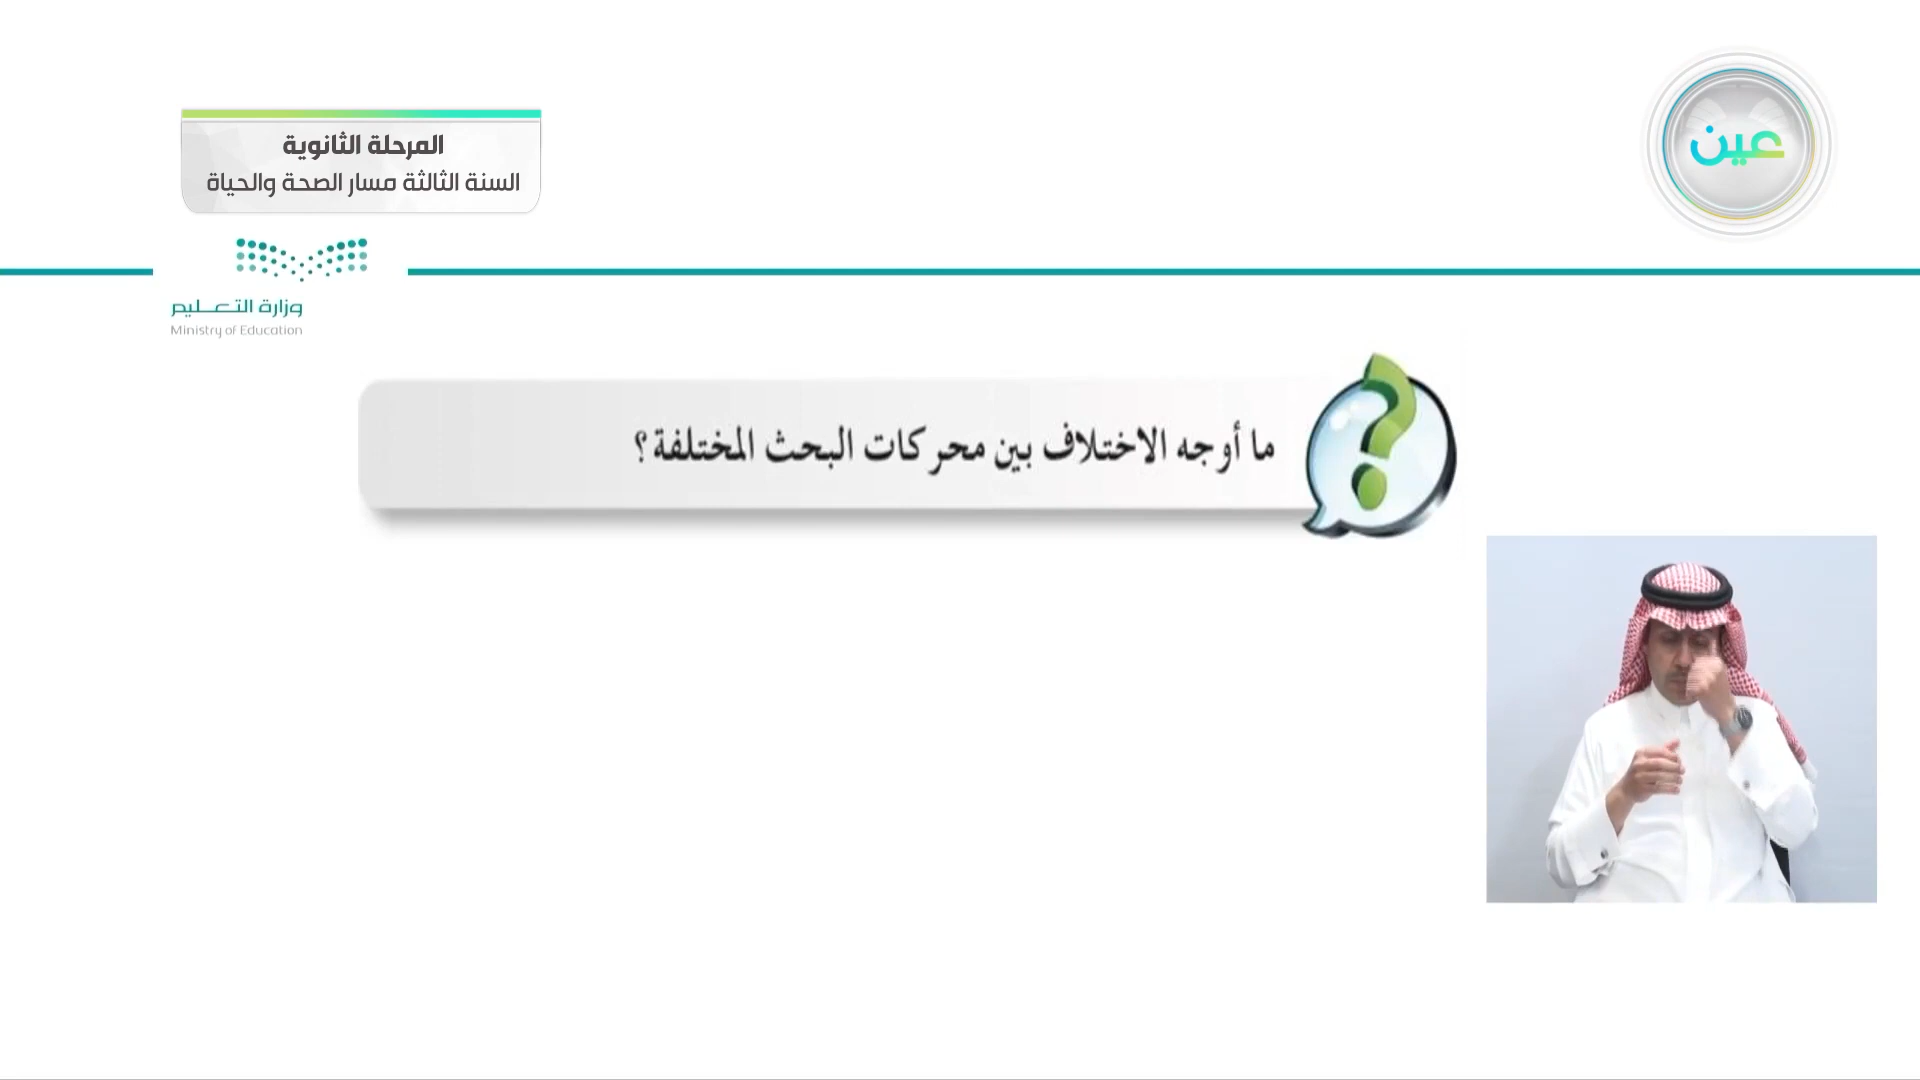 عين
المرحلة الثانوية
السنة الثالثة مسار الصحة والحياة
وزارة التعـــليم
Ministry of Education
ما أوجه الاختلاف بين محركات البحث المختلفة؟